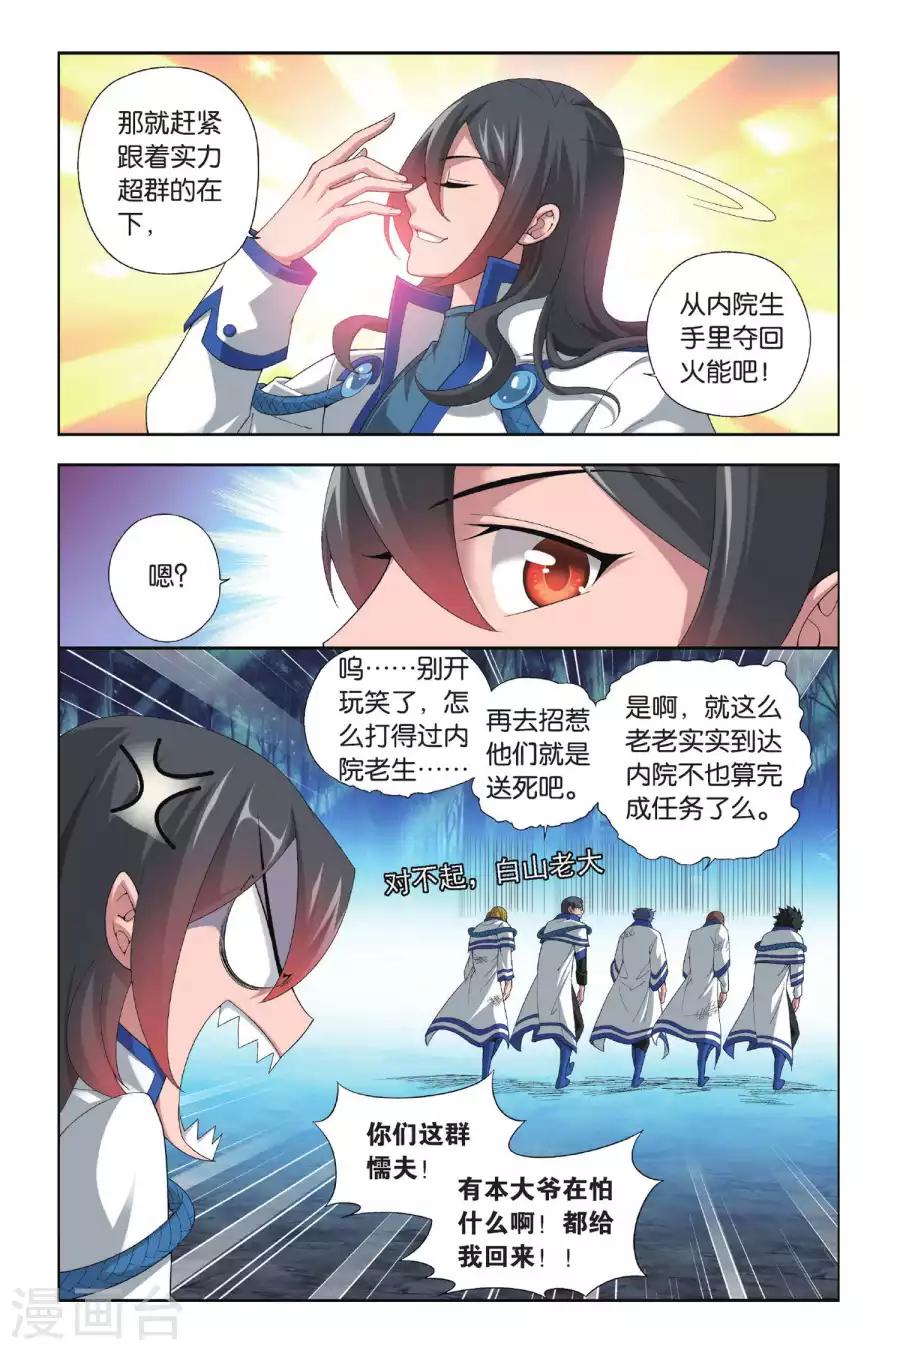 那就赶紧
跟着实力
超群的在
下，
从内院生
手里夺回
火能吧！
嗯？
呜……别开
玩笑了，怎
么打得过内
院老生……
再去招惹
他们就是
送死吧。
是啊，就这么
老老实实到达
内院不也算完
成任务了么。
对不起，白山老大
你们这群
懦夫！
有本大爷在怕
什么啊！都给
我回来！！
漫画台